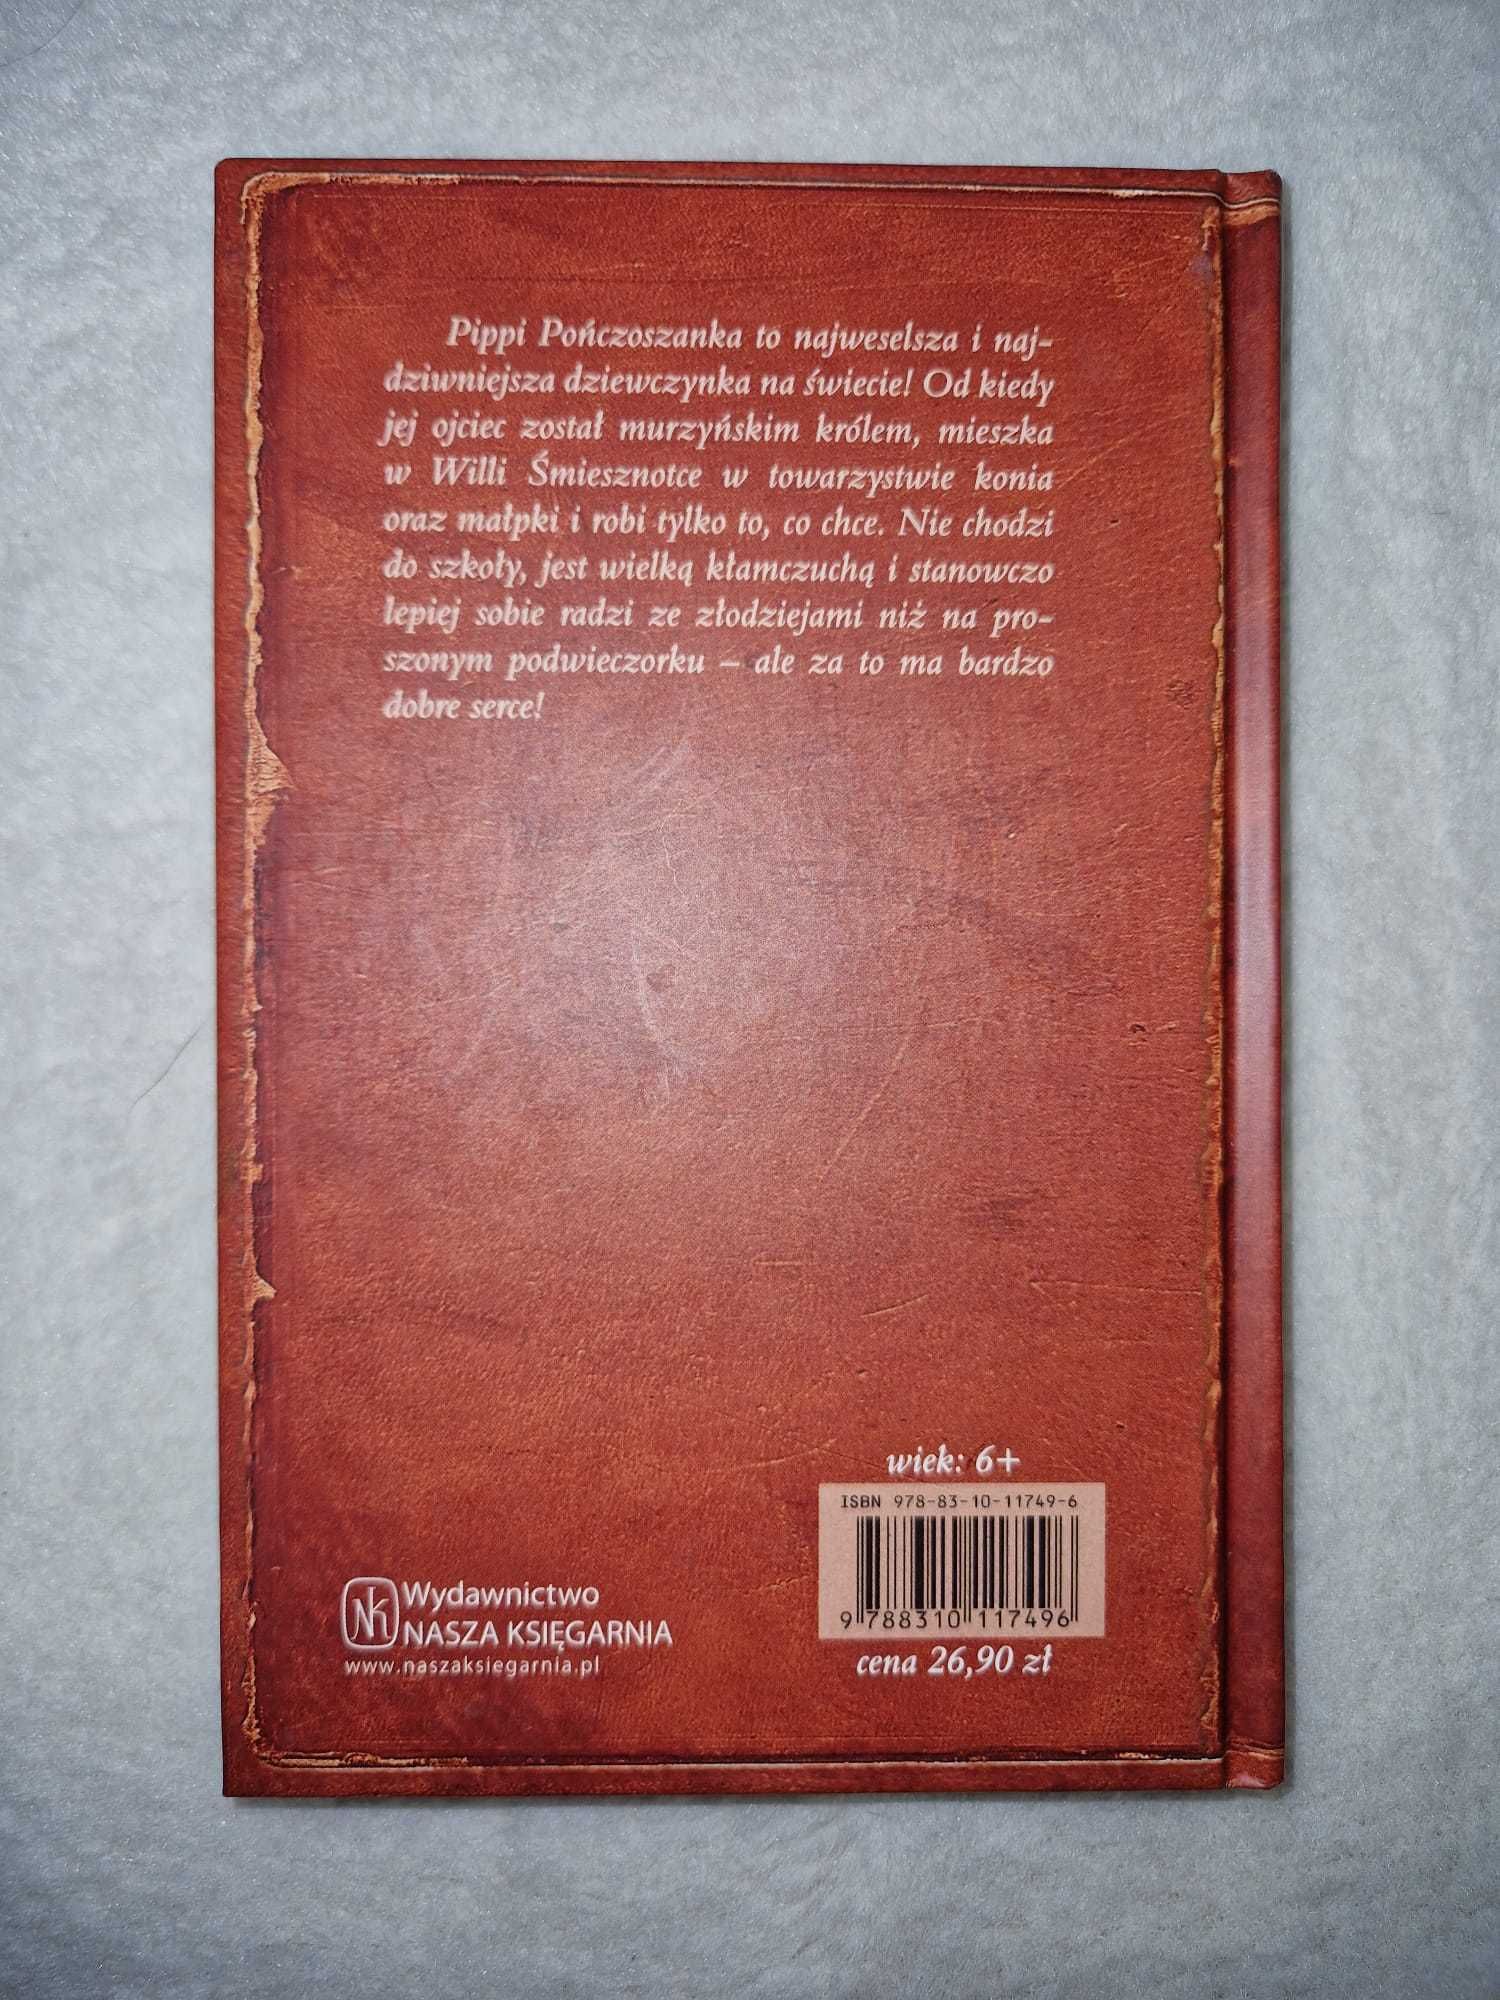 Pippi Pończoszanka to najweselsza i naj-
dziwniejsza dziewczynka na świecie! Od kiedy
jej ojciec został murzyńskim królem, mieszka
w Willi Śmiesznotce w towarzystwie konia
oraz małpki i robi tylko to, co chce. Nie chodzi
do szkoły, jest wielką kłamczuchą i stanowczo
lepiej sobie radzi ze złodziejami niż na pro-
szonym podwieczorku – ale za to ma bardzo
dobre serce!
wiek: 6+
ISBN 978-83-10-11749-6
9 788310 117496
cena 26,90 zł
NK Wydawnictwo
NASZA KSIĘGARNIA
www.naszaksiegarnia.pl